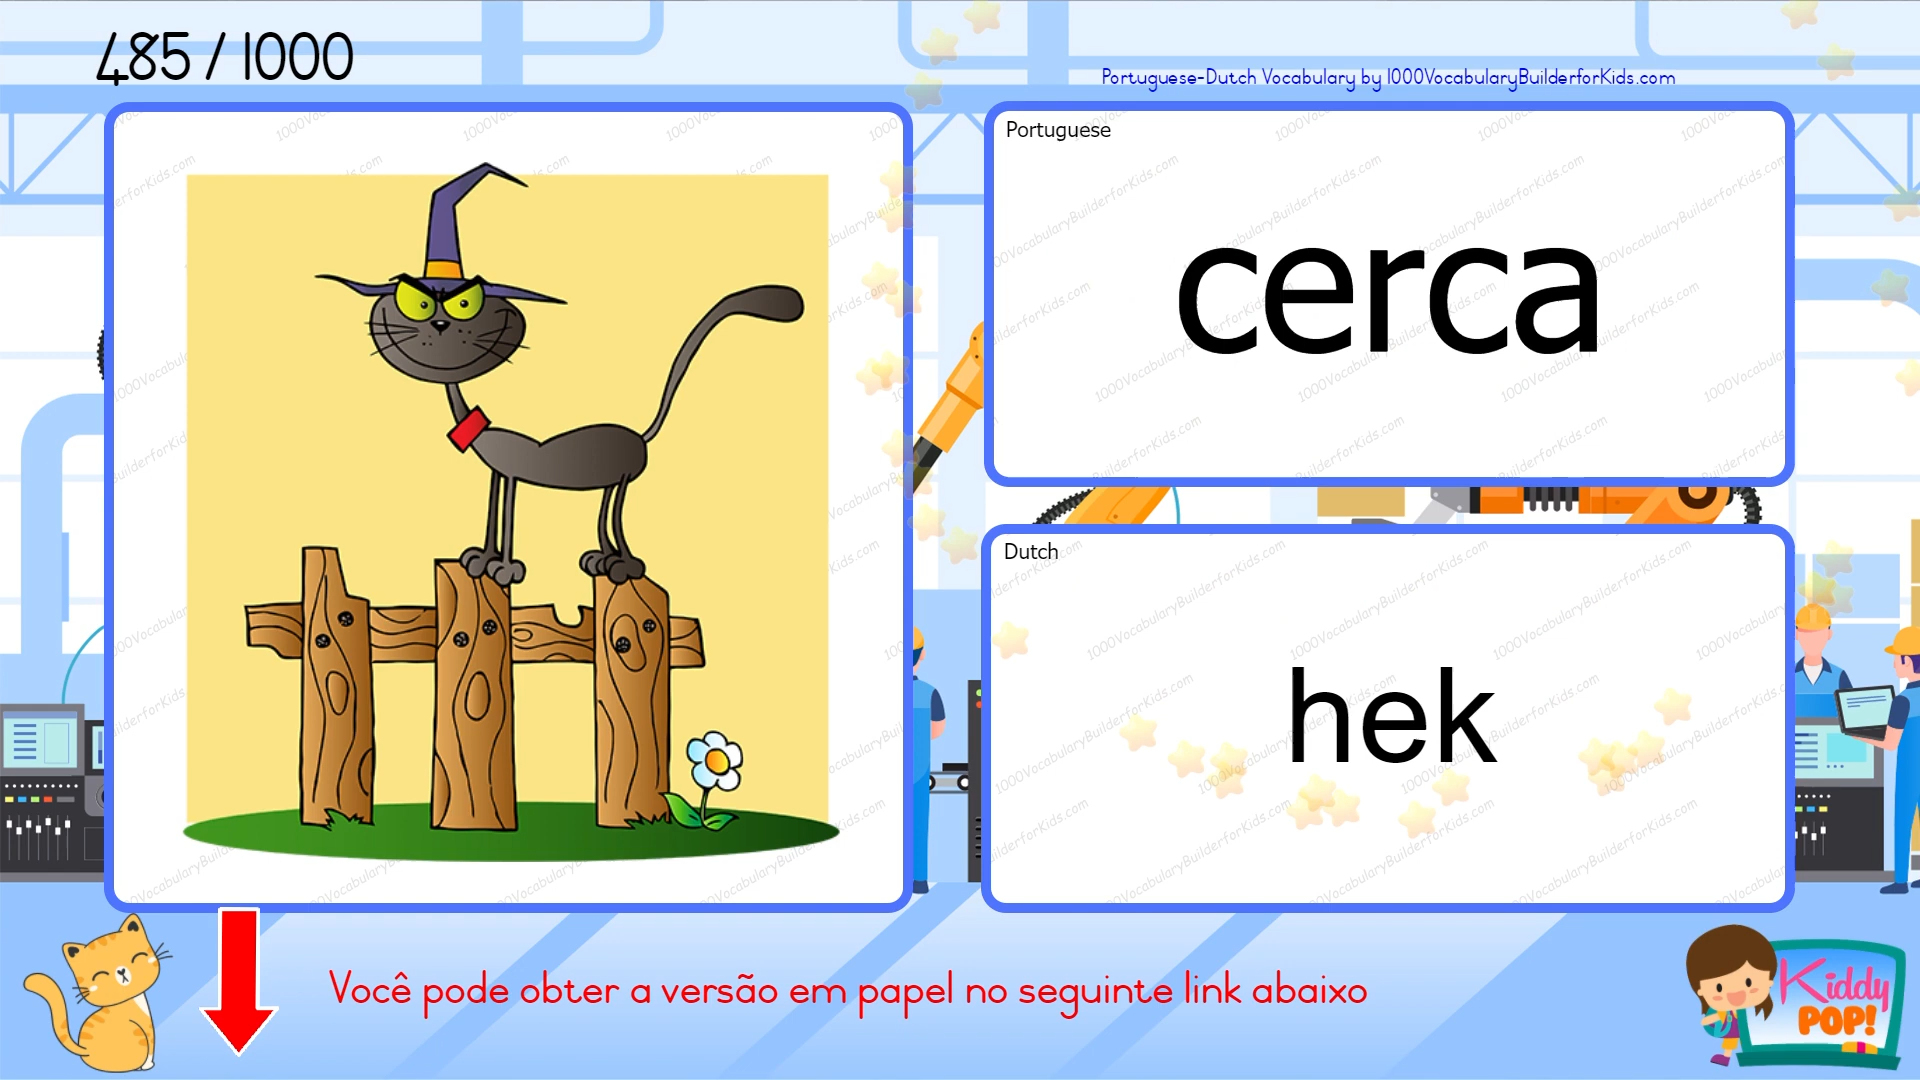 485 / 1000
Portuguese-Dutch Vocabulary by 1000VocabularyBuilderforKids.com
Portuguese
cerca
Dutch
hek
Você pode obter a versão em papel no seguinte link abaixo
Kiddy
POP!